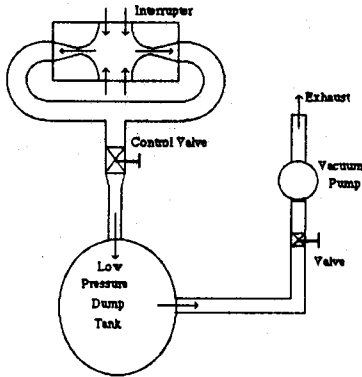 Interrupter
Exhaust
Control Valve
Vacuum
Pump
Low
Pressure
Dump
Tank
Valve